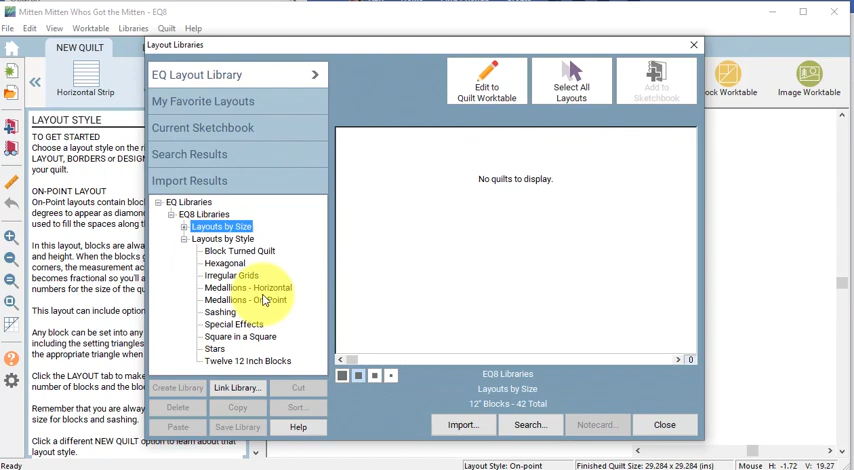 Mitten Mitten Whos Got the Mitten - EQ8
File Edit View Worktable Libraries Quilt Help
NEW QUILT
Horizontal Strip
ock Worktable
Image Worktable
LAYOUT STYLE
TO GET STARTED
Choose a layout style on the r
LAYOUT, BORDERS or DESIGN
your quilt.
ON-POINT LAYOUT
On-Point layouts contain block
degrees to appear as diamon
used to fill the spaces along t
In this layout, blocks are alwa
and height. When the blocks g
corners, the measurement ac
becomes fractional so you'll a
numbers for the size of the qu
This layout can include option
Any block can be set into any
including the setting triangles
the appropriate triangle when
Click the LAYOUT tab to make
number of blocks and the bloc
Remember that you are alway
size for blocks and sashing.
Click a different NEW QUILT option to learn about that
layout style.
Layout Libraries
EQ Layout Library
My Favorite Layouts
Current Sketchbook
Search Results
Import Results
EQ Libraries
EQ8 Libraries
Layouts by Size
Layouts by Style
Block Turned Quilt
Hexagonal
Irregular Grids
Medallions - Horizontal
Medallions - On Point
Sashing
Special Effects
Square in a Square
Stars
Twelve 12 Inch Blocks
Create Library Link Library... Cut
Delete Copy Sort...
Paste Save Library Help
Edit to
Quilt Worktable
Select All
Layouts
Add to
Sketchbook
No quilts to display.
0
EQ8 Libraries
Layouts by Size
12" Blocks - 42 Total
Import... Search... Notecard... Close
Ready
Layout Style: On-point
Finished Quilt Size: 29.284 x 29.284 (ins)
Mouse H: -1.72 V: 19.27